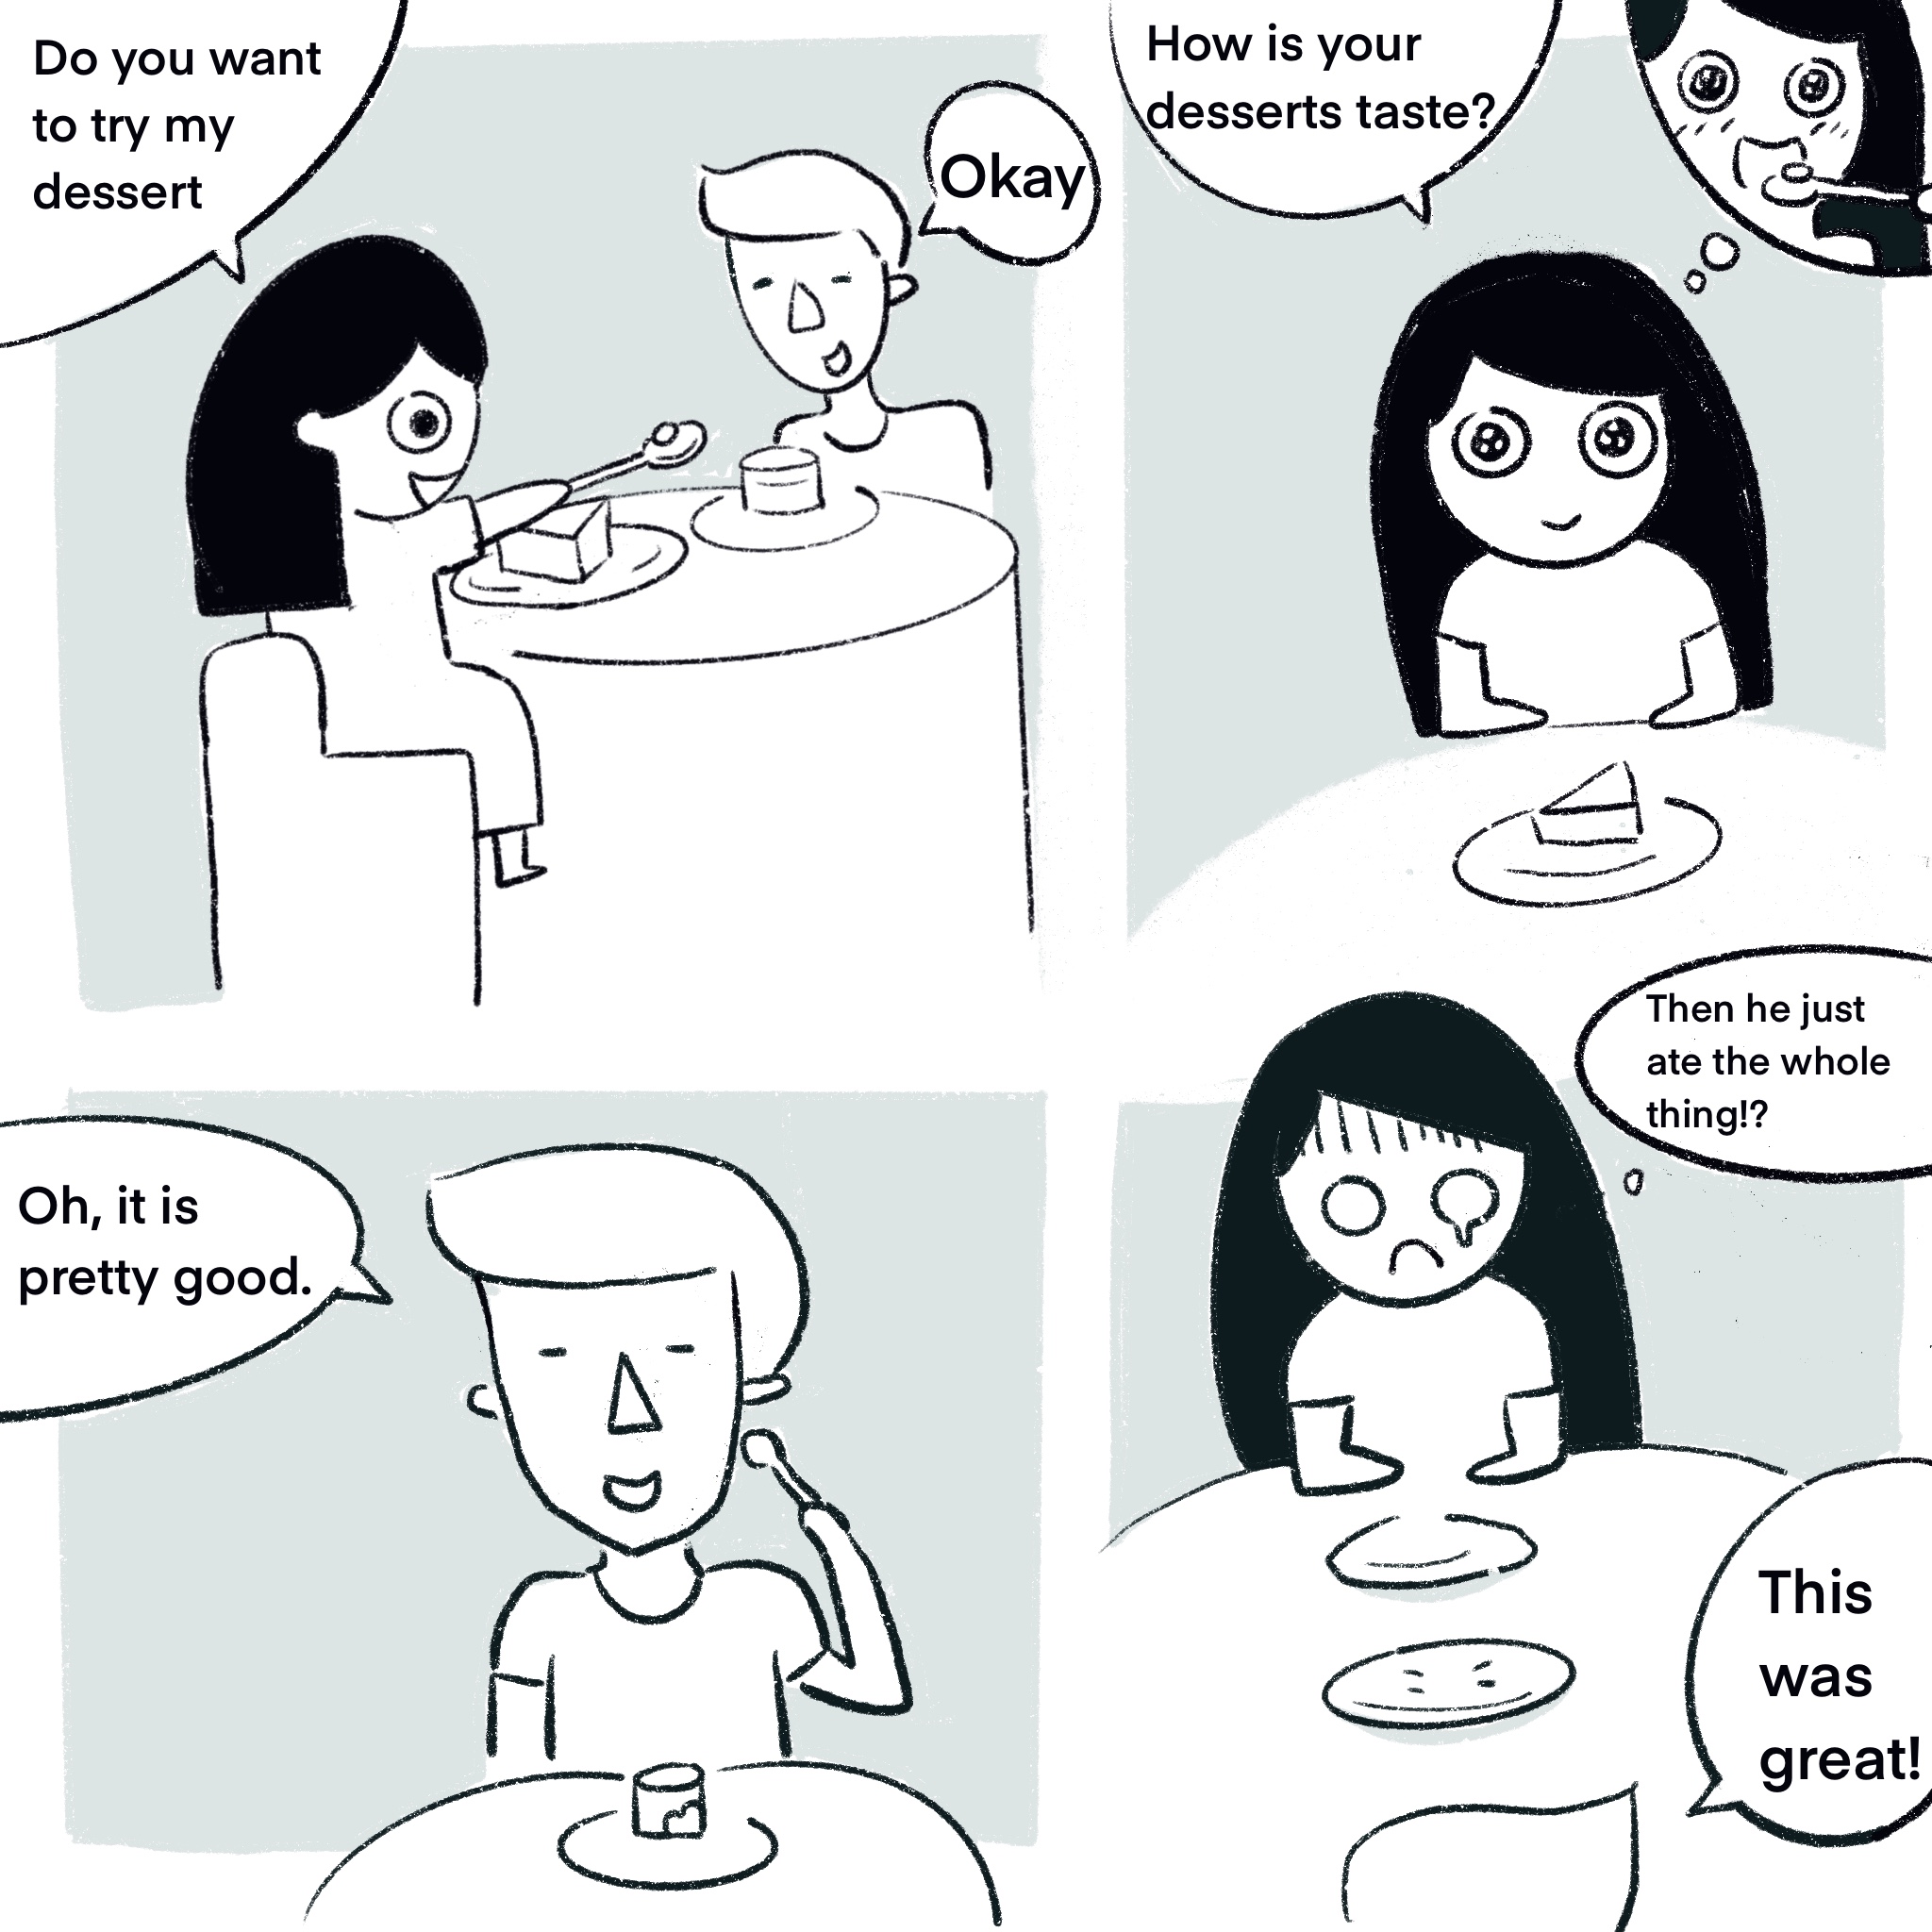 Do you want
to try my
dessert
Okay
How is your
desserts taste?
Oh, it is
pretty good.
Then he just
ate the whole
thing!?
This
was
great!